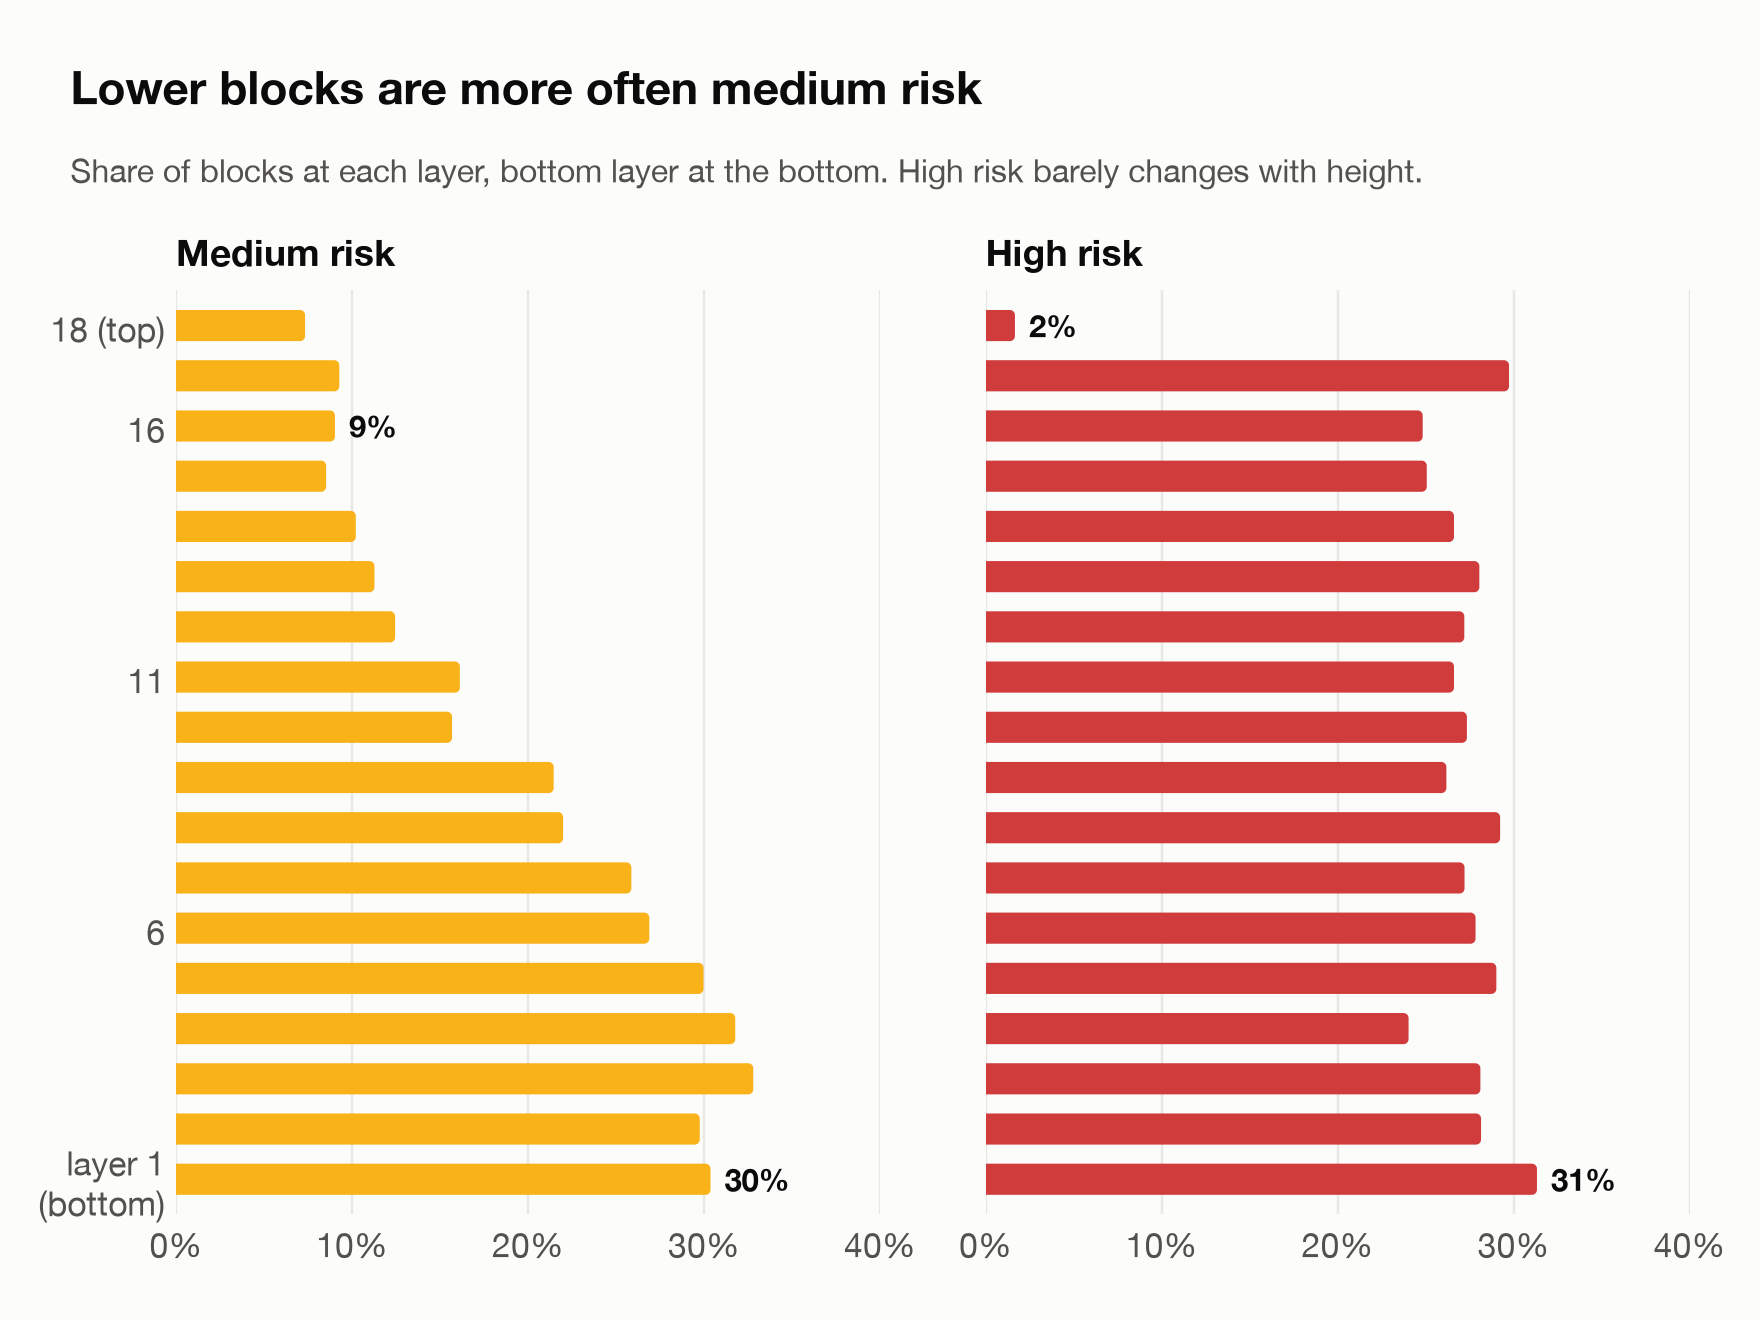 Lower blocks are more often medium risk
Share of blocks at each layer, bottom layer at the bottom. High risk barely changes with height.
Medium risk
18 (top)
16
9%
11
6
layer 1
(bottom)
30%
0%
10%
20%
30%
40%
High risk
2%
31%
0%
10%
20%
30%
40%